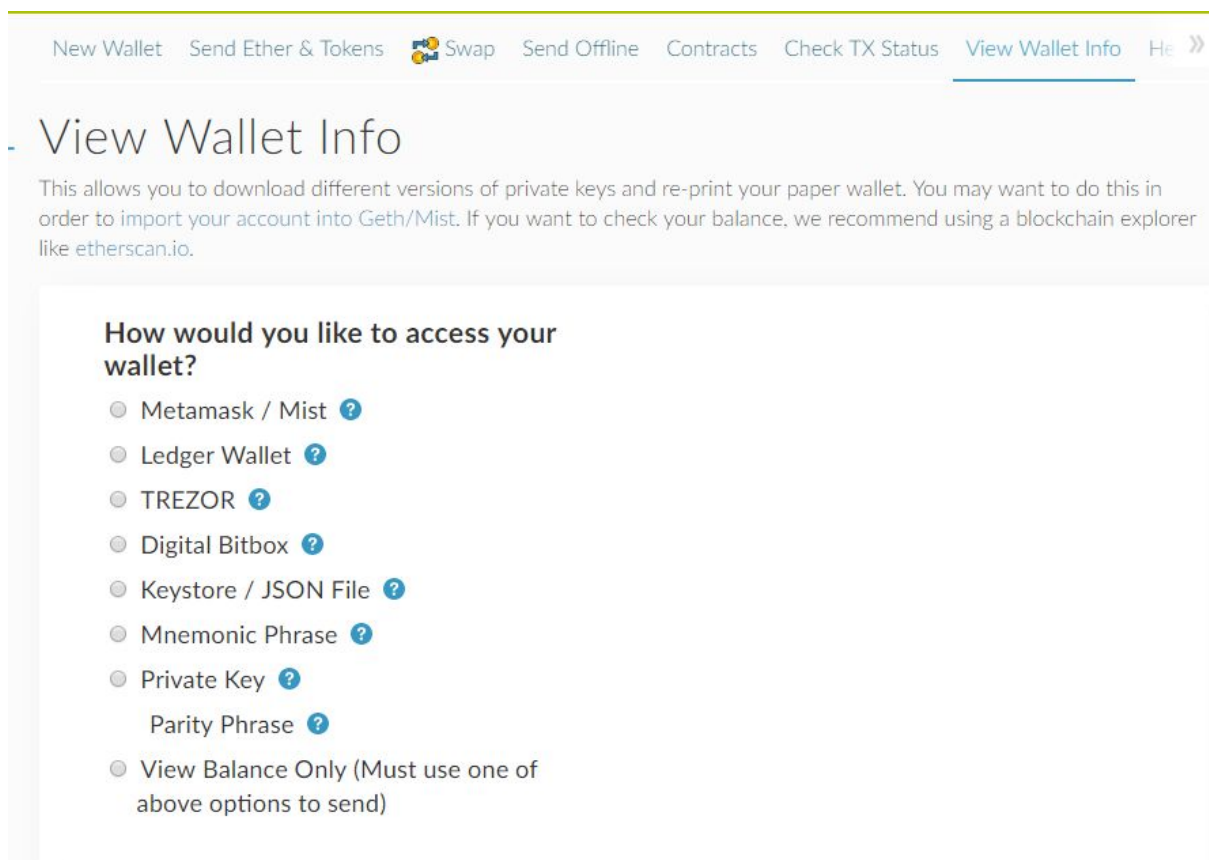 New Wallet Send Ether & Tokens Swap Send Offline Contracts Check TX Status View Wallet Info He »
View Wallet Info
This allows you to download different versions of private keys and re-print your paper wallet. You may want to do this in
order to import your account into Geth/Mist. If you want to check your balance, we recommend using a blockchain explorer
like etherscan.io.
How would you like to access your
wallet?
Metamask / Mist ?
Ledger Wallet ?
TREZOR ?
Digital Bitbox ?
Keystore / JSON File ?
Mnemonic Phrase ?
Private Key ?
Parity Phrase ?
View Balance Only (Must use one of
above options to send)